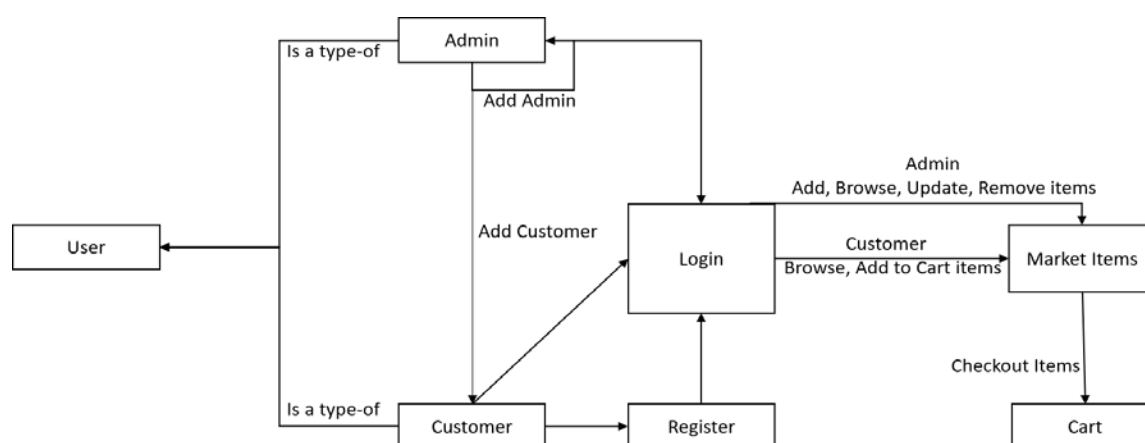 Admin
Is a type-of
Add Admin
Admin
Add, Browse, Update, Remove items
User
Add Customer
Login
Customer
Browse, Add to Cart items
Market Items
Checkout Items
Is a type-of
Customer
Register
Cart